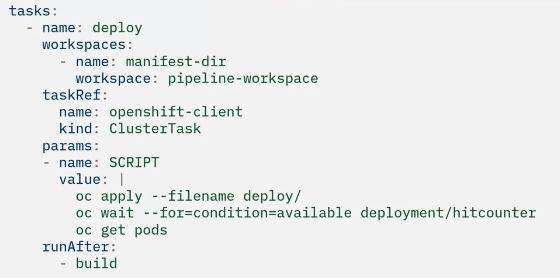 tasks:
  - name: deploy
    workspaces:
      - name: manifest-dir
        workspace: pipeline-workspace
    taskRef:
      name: openshift-client
      kind: ClusterTask
    params:
    - name: SCRIPT
      value: |
        oc apply --filename deploy/
        oc wait --for=condition=available deployment/hitcounter
        oc get pods
    runAfter:
      - build